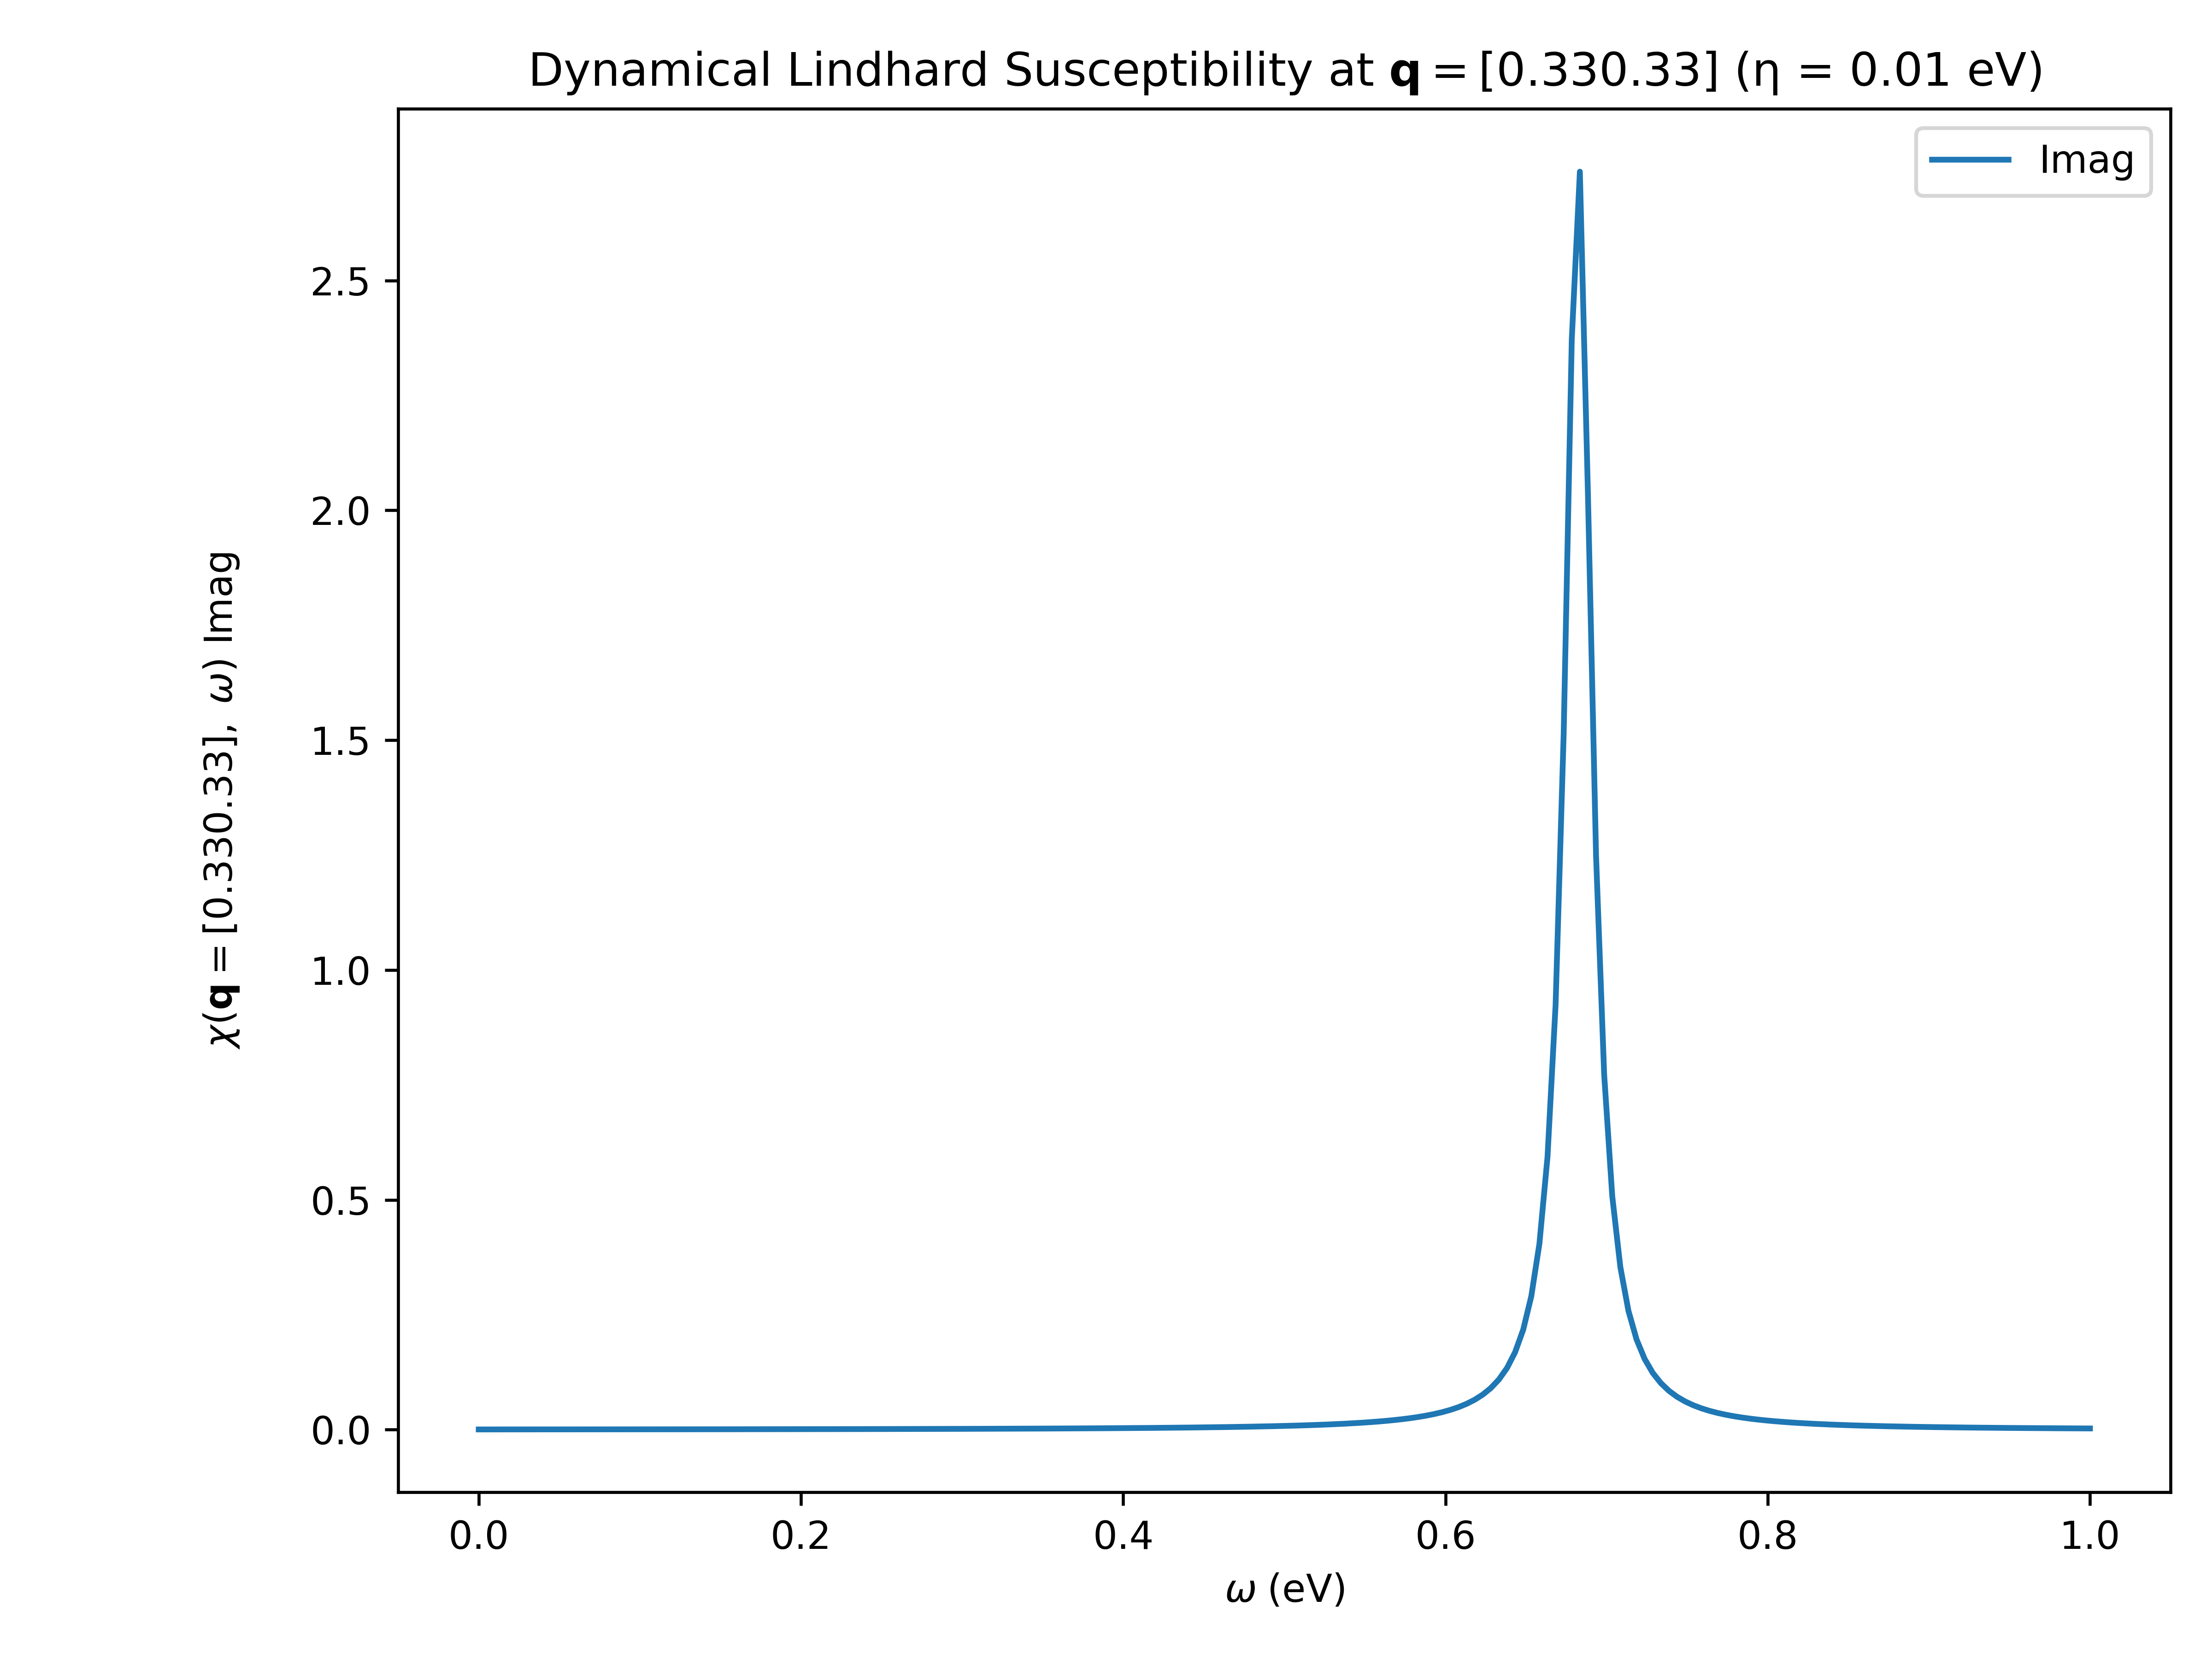 Dynamical Lindhard Susceptibility at q = [0.330.33] (η = 0.01 eV)
Imag
χ(q = [0.330.33], ω) Imag
2.5
2.0
1.5
1.0
0.5
0.0
0.0 0.2 0.4 0.6 0.8 1.0
ω (eV)